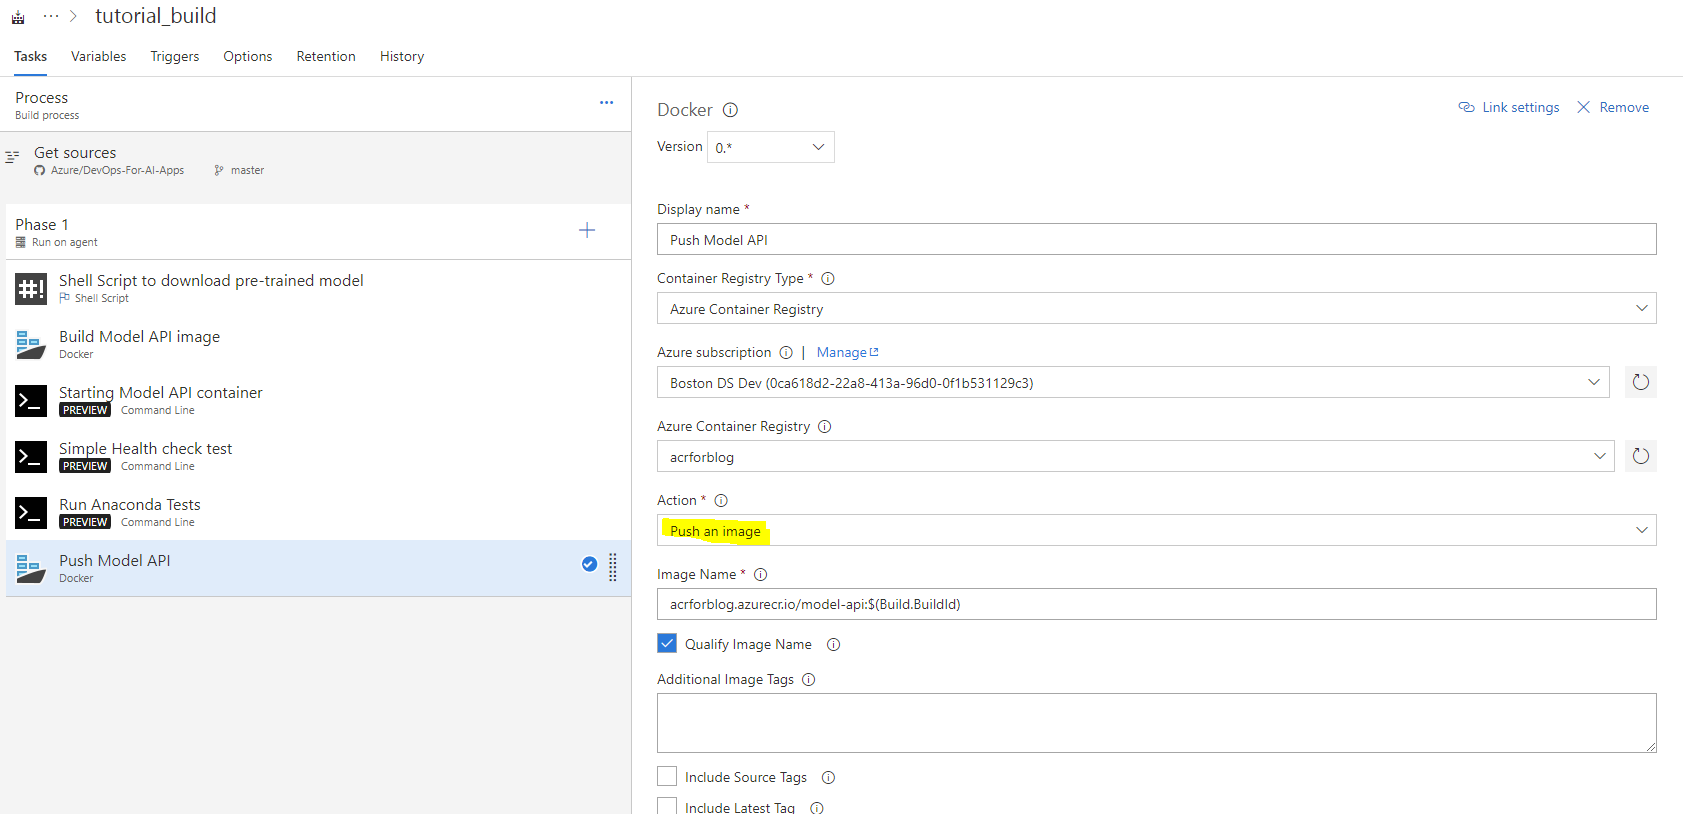 ··· > tutorial_build
Tasks Variables Triggers Options Retention History
Process
Build process
Get sources
Azure/DevOps-For-AI-Apps master
Phase 1
Run on agent
#! Shell Script to download pre-trained model
Shell Script
Build Model API image
Docker
Starting Model API container
PREVIEW Command Line
Simple Health check test
PREVIEW Command Line
Run Anaconda Tests
PREVIEW Command Line
Push Model API
Docker
Docker
Link settings Remove
Version 0.*
Display name *
Push Model API
Container Registry Type *
Azure Container Registry
Azure subscription | Manage
Boston DS Dev (0ca618d2-22a8-413a-96d0-0f1b531129c3)
Azure Container Registry
acrforblog
Action *
Push an image
Image Name *
acrforblog.azurecr.io/model-api:$(Build.BuildId)
Qualify Image Name
Additional Image Tags
Include Source Tags
Include Latest Tag